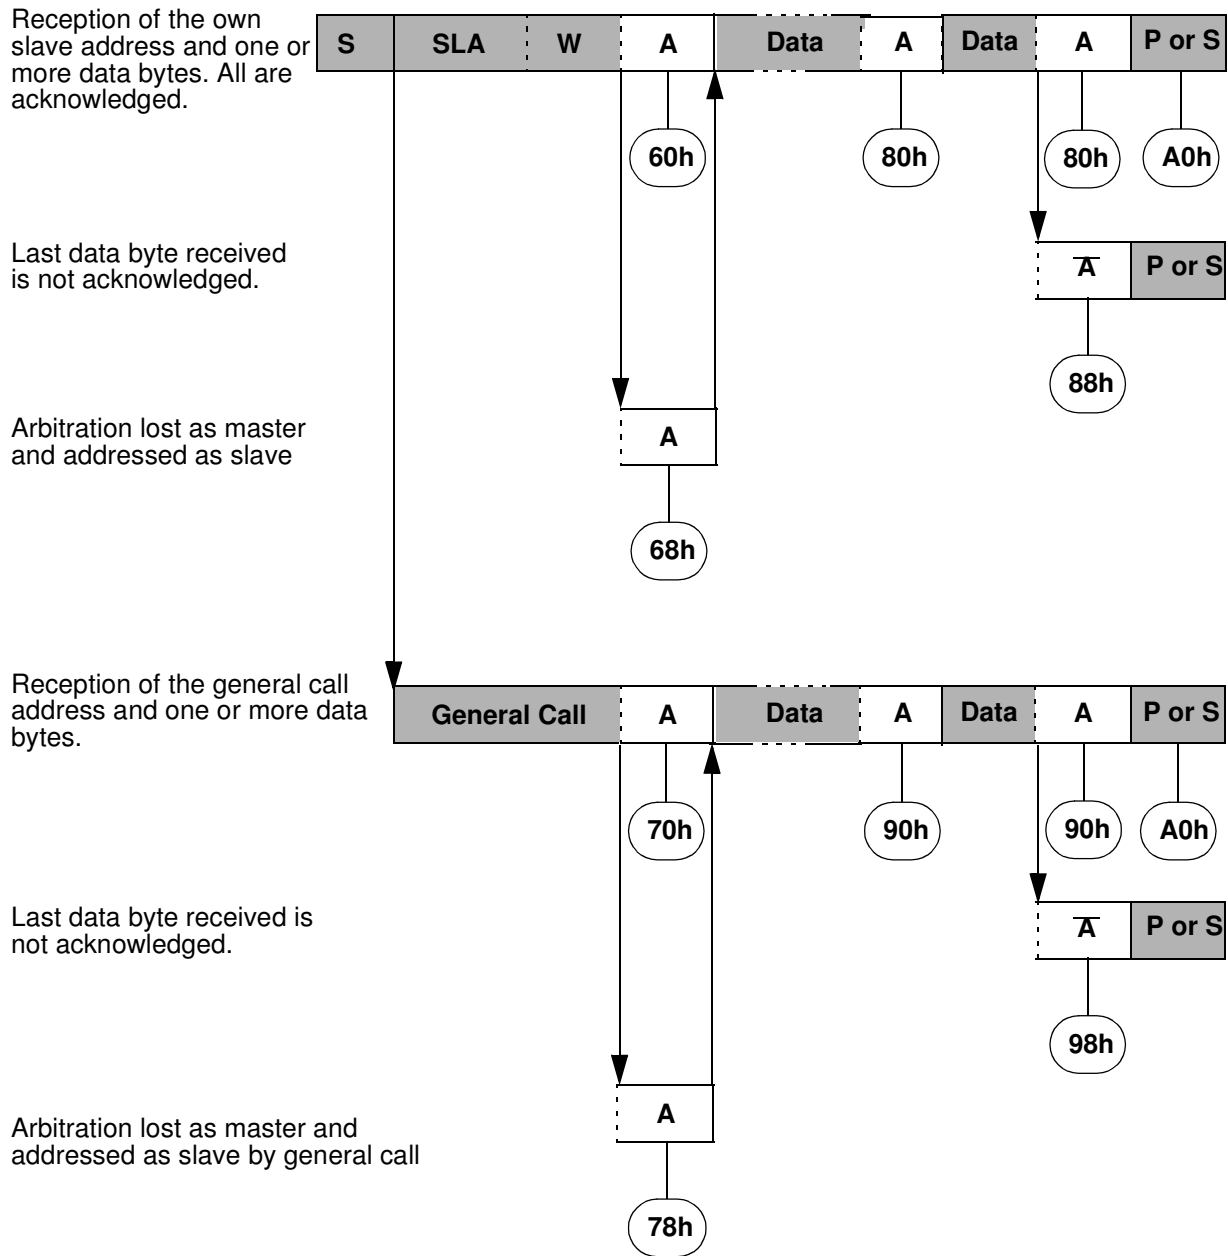 Reception of the own
slave address and one or
more data bytes. All are
acknowledged.
S SLA W A Data A Data A P or S
60h 80h 80h A0h
Last data byte received
is not acknowledged.
A̅ P or S
88h
Arbitration lost as master
and addressed as slave
A
68h
Reception of the general call
address and one or more data
bytes.
General Call A Data A Data A P or S
70h 90h 90h A0h
Last data byte received is
not acknowledged.
A̅ P or S
98h
Arbitration lost as master and
addressed as slave by general call
A
78h